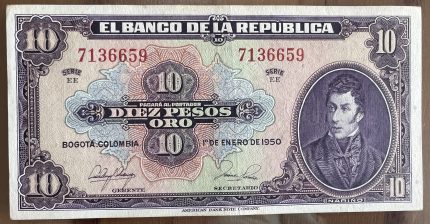 EL BANCO DE LA REPÚBLICA
10 10 10
7136659 7136659
SERIE EE SERIE EE
10
PAGARÁ AL PORTADOR
DIEZ PESOS
ORO
BOGOTÁ, COLOMBIA 1º DE ENERO DE 1950
GERENTE SECRETARIO
NARIÑO
10 10
AMERICAN BANK NOTE COMPANY